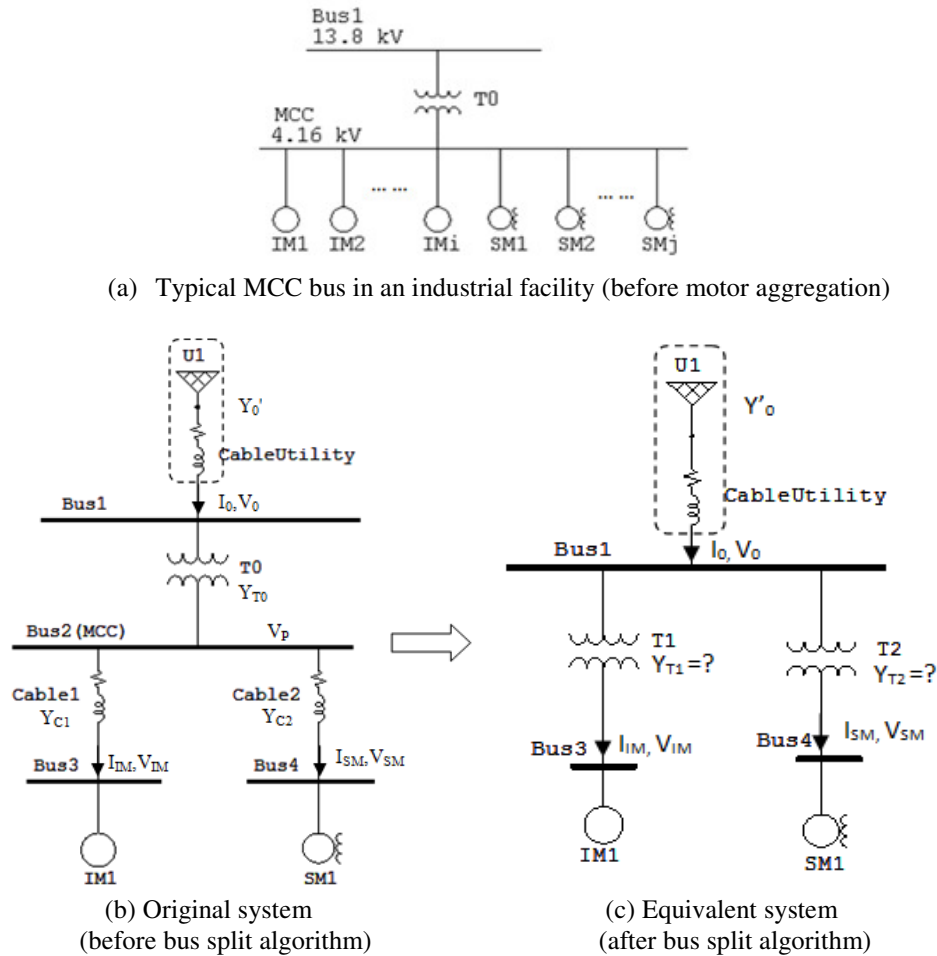 Bus1
13.8 kV
T0
MCC
4.16 kV
... ...
... ...
IM1 IM2 IMi SM1 SM2 SMj
(a) Typical MCC bus in an industrial facility (before motor aggregation)
U1
Y0'
CableUtility
Bus1
I0,V0
T0
YT0
Bus2(MCC)
VP
Cable1
YC1
Cable2
YC2
Bus3
IIM,VIM
Bus4
ISM,VSM
IM1
SM1
(b) Original system
(before bus split algorithm)
U1
Y'0
CableUtility
Bus1
I0, V0
T1
YT1=?
T2
YT2=?
Bus3
IIM, VIM
Bus4
ISM, VSM
IM1
SM1
(c) Equivalent system
(after bus split algorithm)